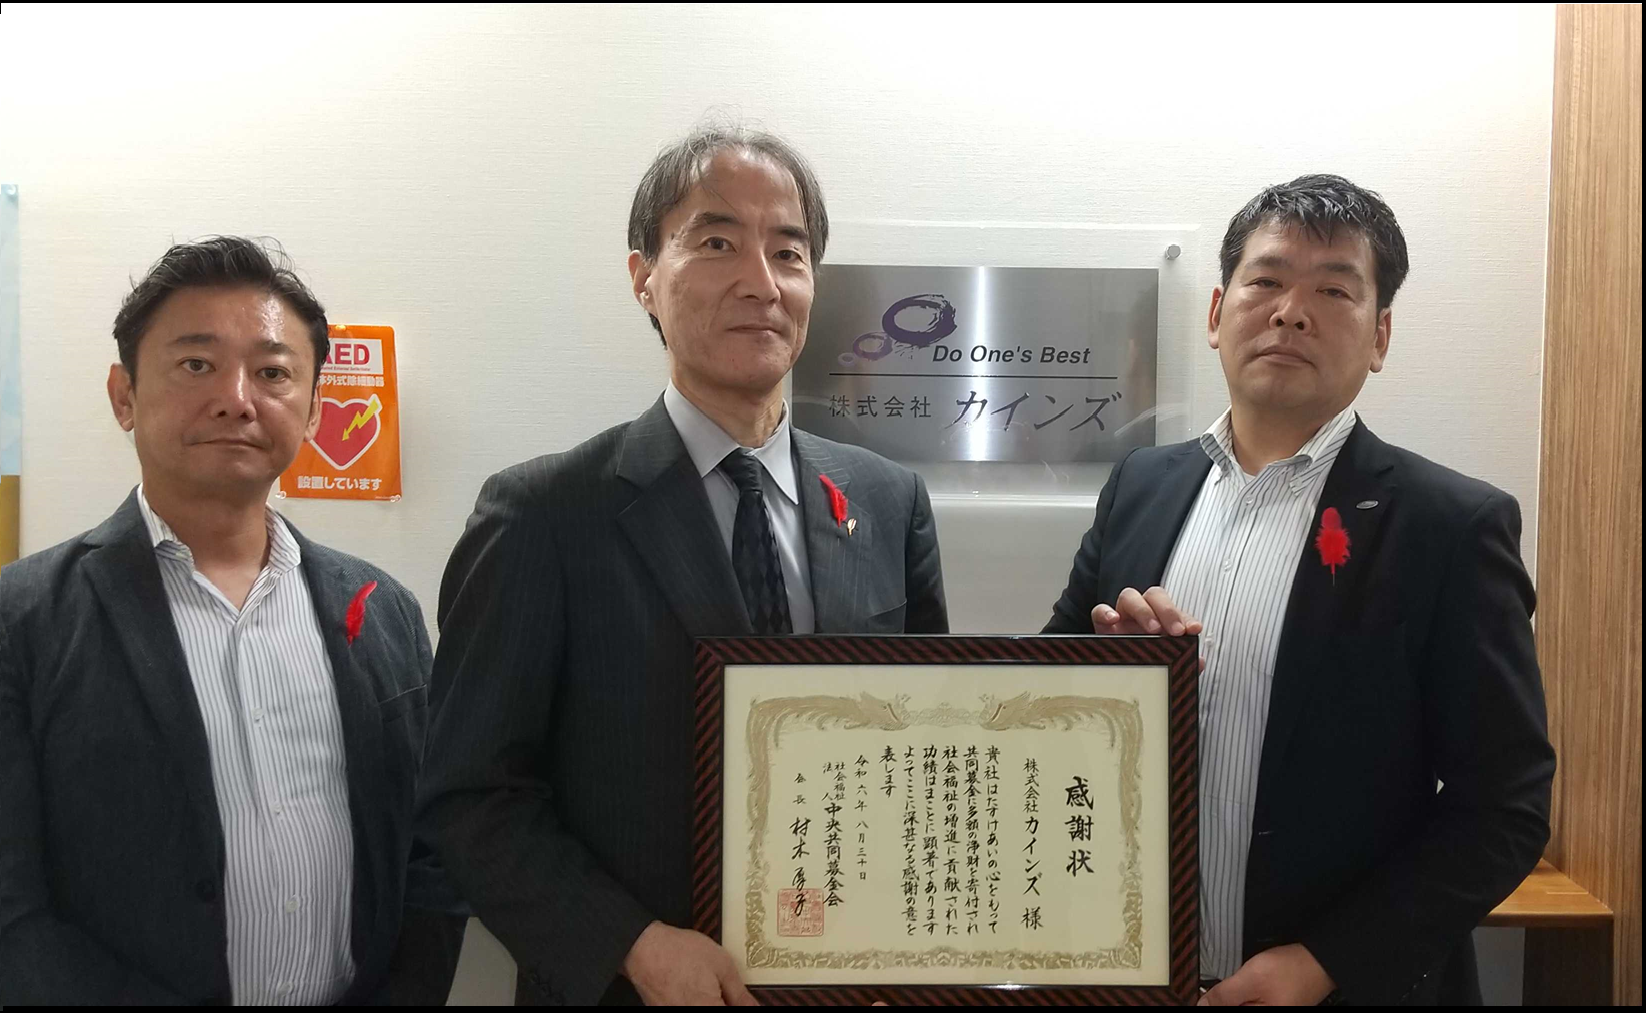 AED
体外式除細動器
設置しています
Do One's Best
株式会社 カインズ
感謝状
株式会社 カインズ 様
貴社はたすけあいの心をもって
共同募金に多額の浄財を寄付され
社会福祉の増進に貢献された
功績はまことに顕著であります
よってここに深甚なる感謝の意を
表します
令和六年八月三十日
社会福祉法人 中央共同募金会
会長 村木厚子